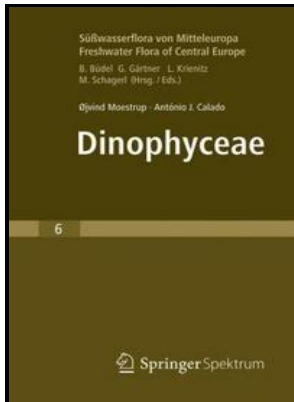 Süßwasserflora von Mitteleuropa
Freshwater Flora of Central Europe
B. Büdel G. Gärtner L. Krienitz
M. Schagerl (Hrsg. / Eds.)
Øjvind Moestrup · António J. Calado
Dinophyceae
6
Springer Spektrum